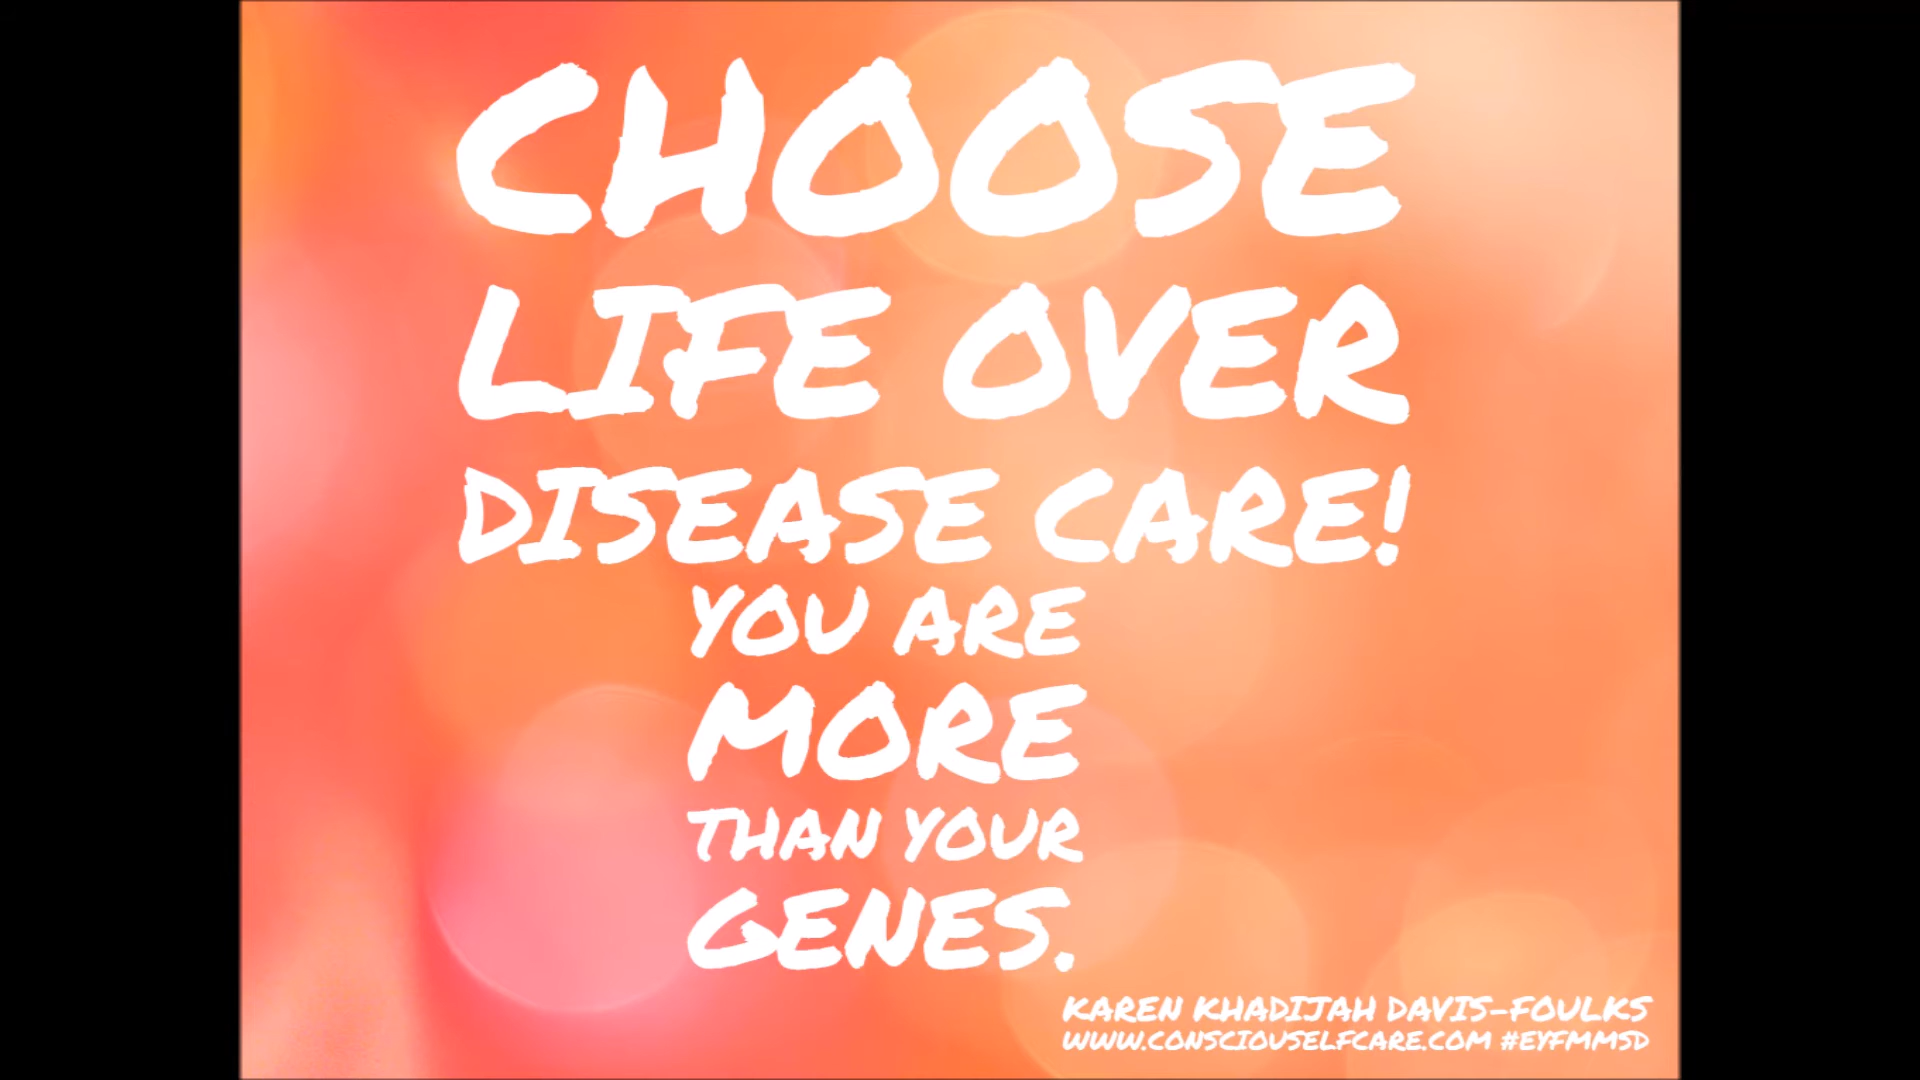 CHOOSE
LIFE OVER
DISEASE CARE!
YOU ARE
MORE
THAN YOUR
GENES.
KAREN KHADIJAH DAVIS-FOULKS
WWW.CONSCIOUSELFCARE.COM #EYFMMSD